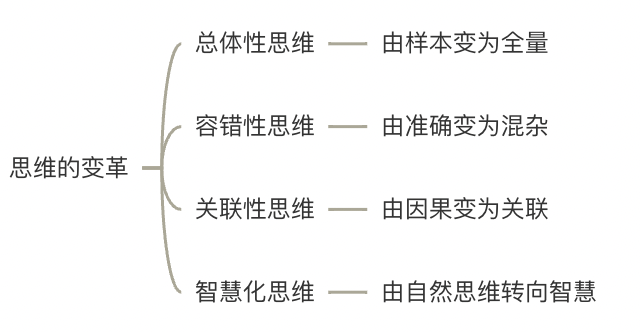 总体性思维 由样本变为全量
容错性思维 由准确变为混杂
思维的变革
关联性思维 由因果变为关联
智慧化思维 由自然思维转向智慧